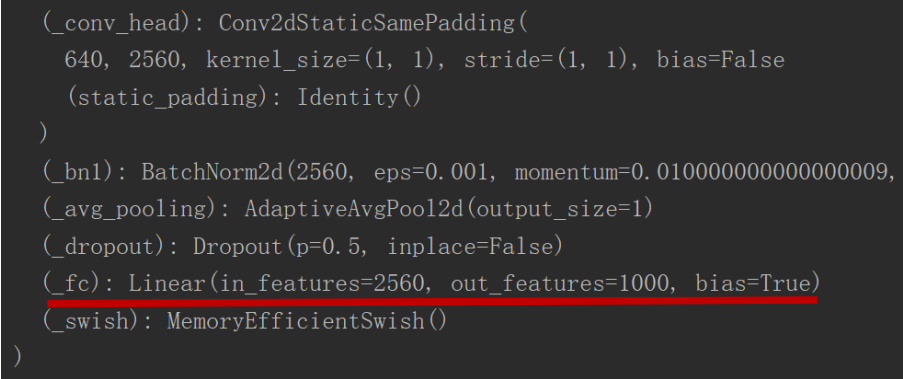 (_conv_head): Conv2dStaticSamePadding(
640, 2560, kernel_size=(1, 1), stride=(1, 1), bias=False
(static_padding): Identity()
)
(_bn1): BatchNorm2d(2560, eps=0.001, momentum=0.010000000000000009,
(_avg_pooling): AdaptiveAvgPool2d(output_size=1)
(_dropout): Dropout(p=0.5, inplace=False)
(_fc): Linear(in_features=2560, out_features=1000, bias=True)
(_swish): MemoryEfficientSwish()
)